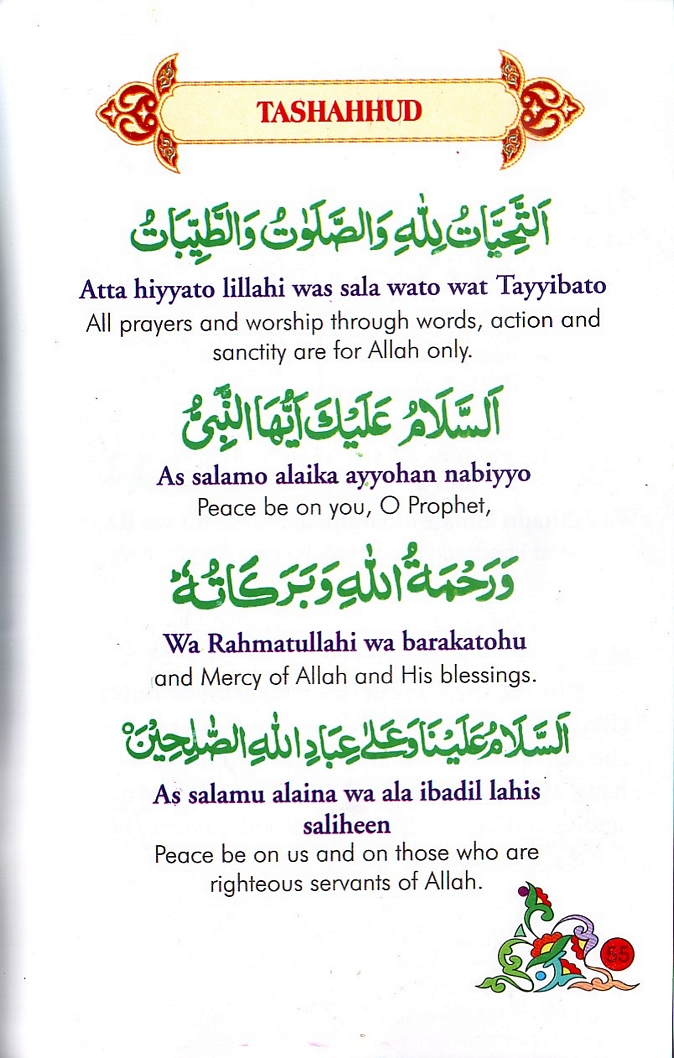 TASHAHHUD
اَلتَّحِيَّاتُ لِلّٰهِ وَالصَّلَوٰتُ وَالطَّيِّبَاتُ
Atta hiyyato lillahi was sala wato wat Tayyibato
All prayers and worship through words, action and
sanctity are for Allah only.
اَلسَّلَامُ عَلَيْكَ اَيُّهَا النَّبِيُّ
As salamo alaika ayyohan nabiyyo
Peace be on you, O Prophet,
وَرَحْمَةُ اللّٰهِ وَبَرَكَاتُهُ ط
Wa Rahmatullahi wa barakatohu
and Mercy of Allah and His blessings.
اَلسَّلَامُ عَلَيْنَا وَعَلٰى عِبَادِ اللّٰهِ الصّٰلِحِيْنَ
As salamu alaina wa ala ibadil lahis
saliheen
Peace be on us and on those who are
righteous servants of Allah.
55